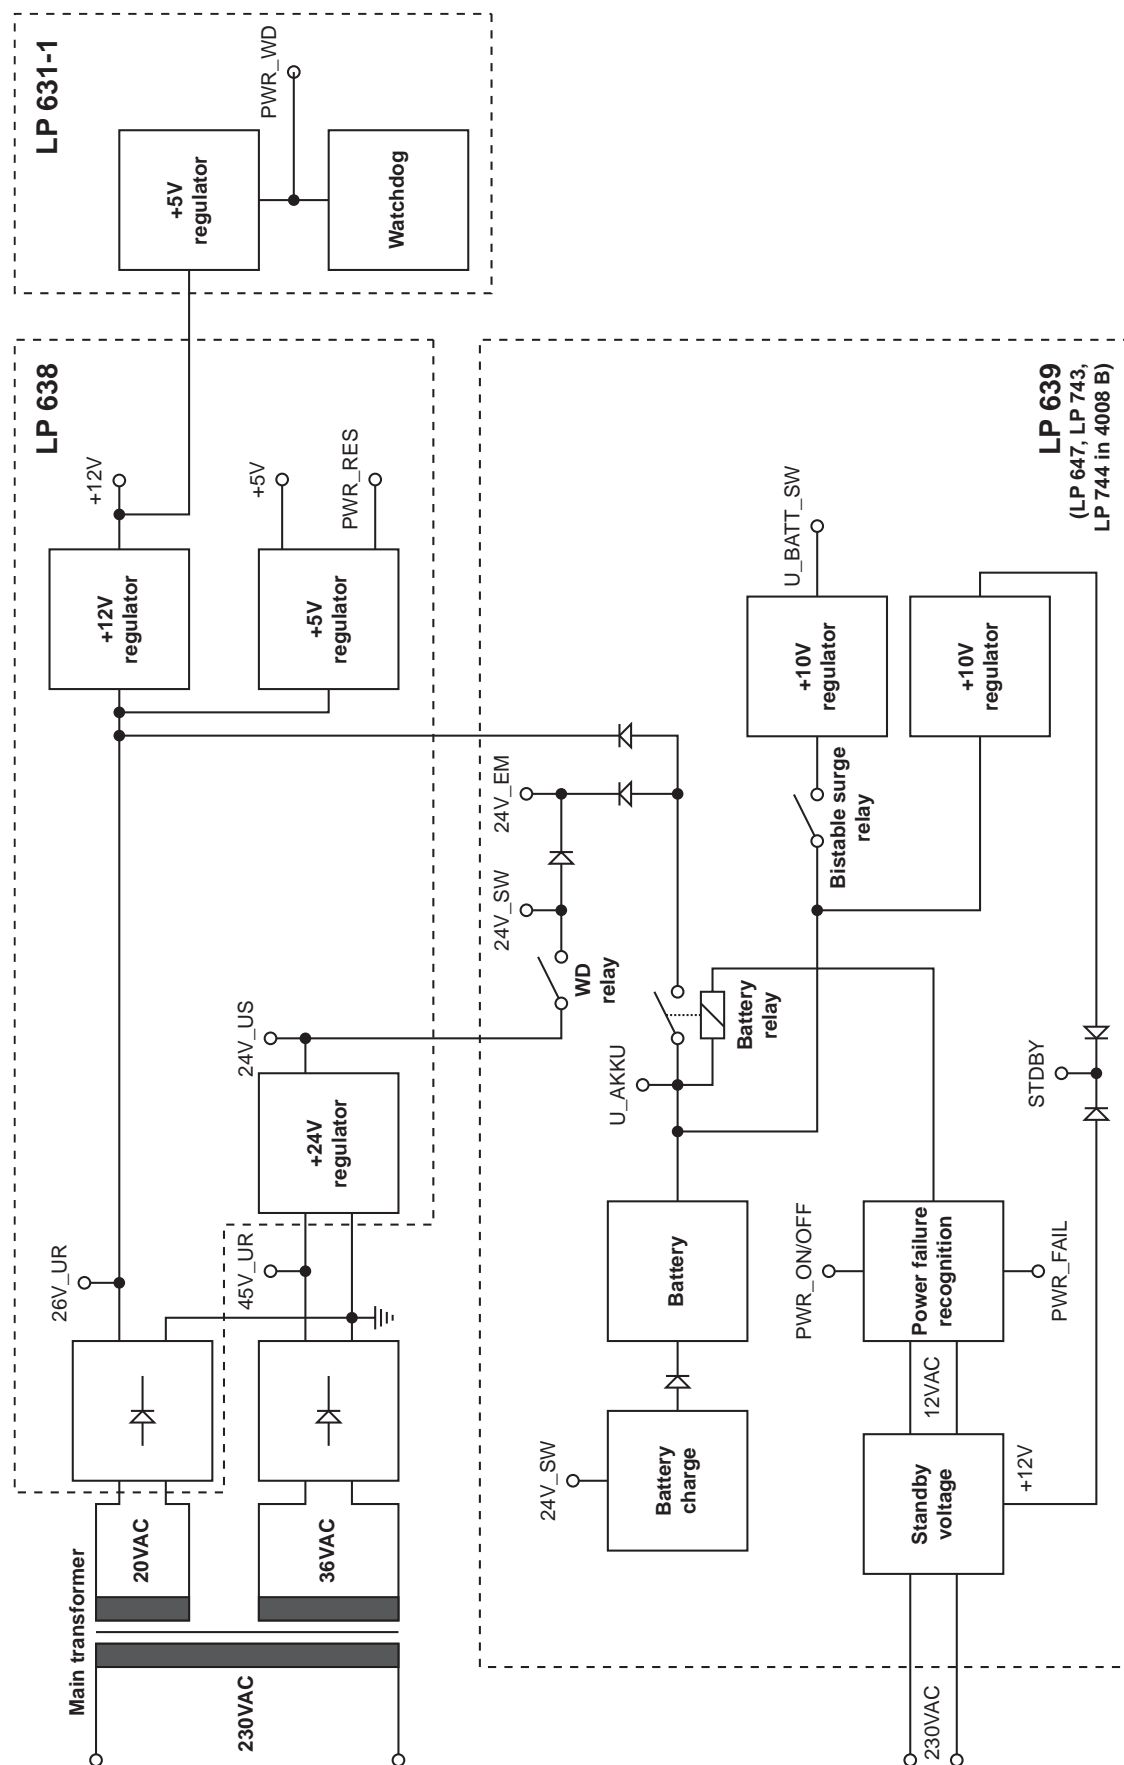 LP 631-1
PWR_WD
+5V
regulator
Watchdog
LP 638
+12V
+5V
PWR_RES
+12V
regulator
+5V
regulator
26V_UR
45V_UR
24V_US
+24V
regulator
Main transformer
20VAC
36VAC
230VAC
LP 639
(LP 647, LP 743,
LP 744 in 4008 B)
24V_EM
24V_SW
WD
relay
U_AKKU
Battery
relay
U_BATT_SW
+10V
regulator
+10V
regulator
Bistable surge
relay
24V_SW
Battery
charge
Battery
PWR_ON/OFF
Power failure
recognition
PWR_FAIL
STDBY
12VAC
Standby
voltage
+12V
230VAC